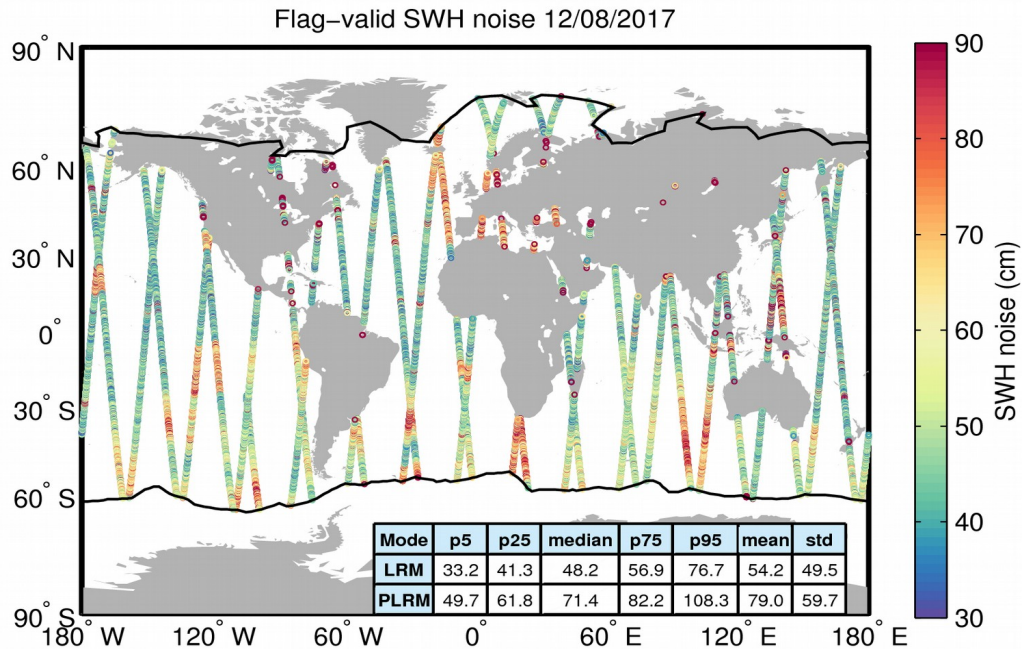 Flag−valid SWH noise 12/08/2017
90° N
60° N
30° N
0°
30° S
60° S
90° S
180° W 120° W 60° W 0° 60° E 120° E 180° E
Mode p5 p25 median p75 p95 mean std
LRM 33.2 41.3 48.2 56.9 76.7 54.2 49.5
PLRM 49.7 61.8 71.4 82.2 108.3 79.0 59.7
90
80
70
60
50
40
30
SWH noise (cm)